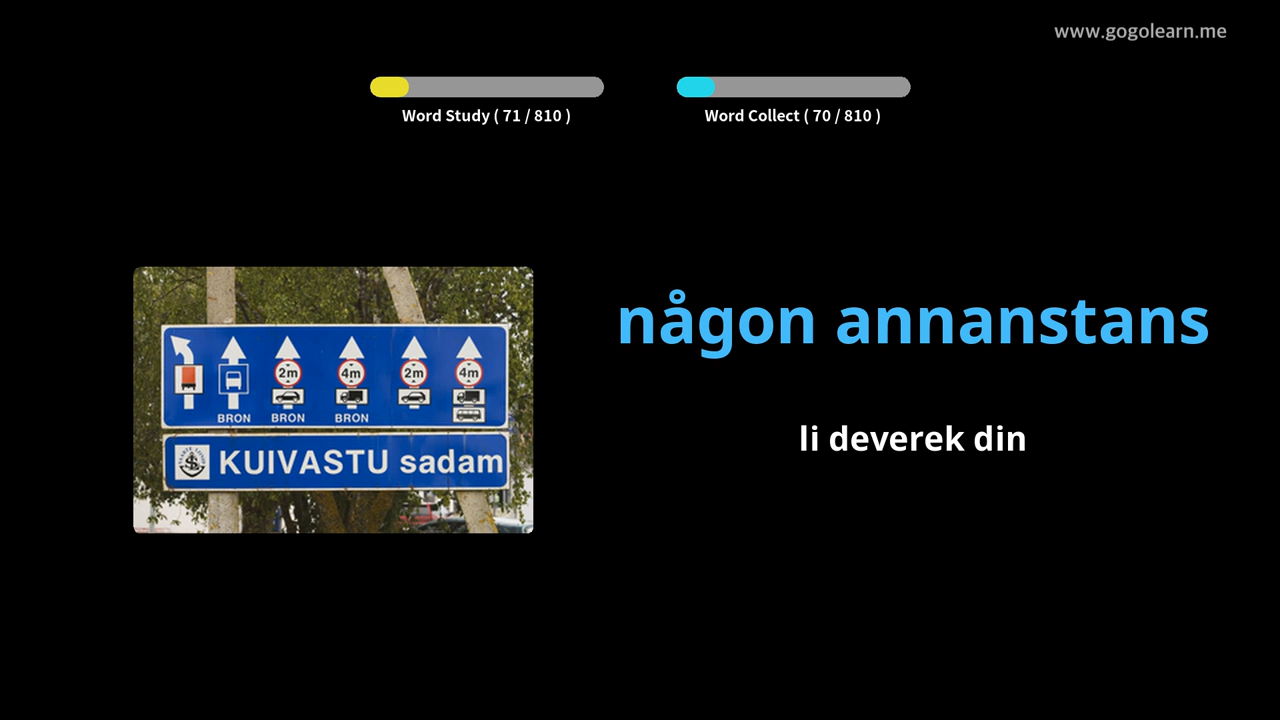 www.gogolearn.me
Word Study ( 71 / 810 )
Word Collect ( 70 / 810 )
någon annanstans
li deverek din
2m
4m
2m
4m
BRON
BRON
BRON
KUIVASTU sadam